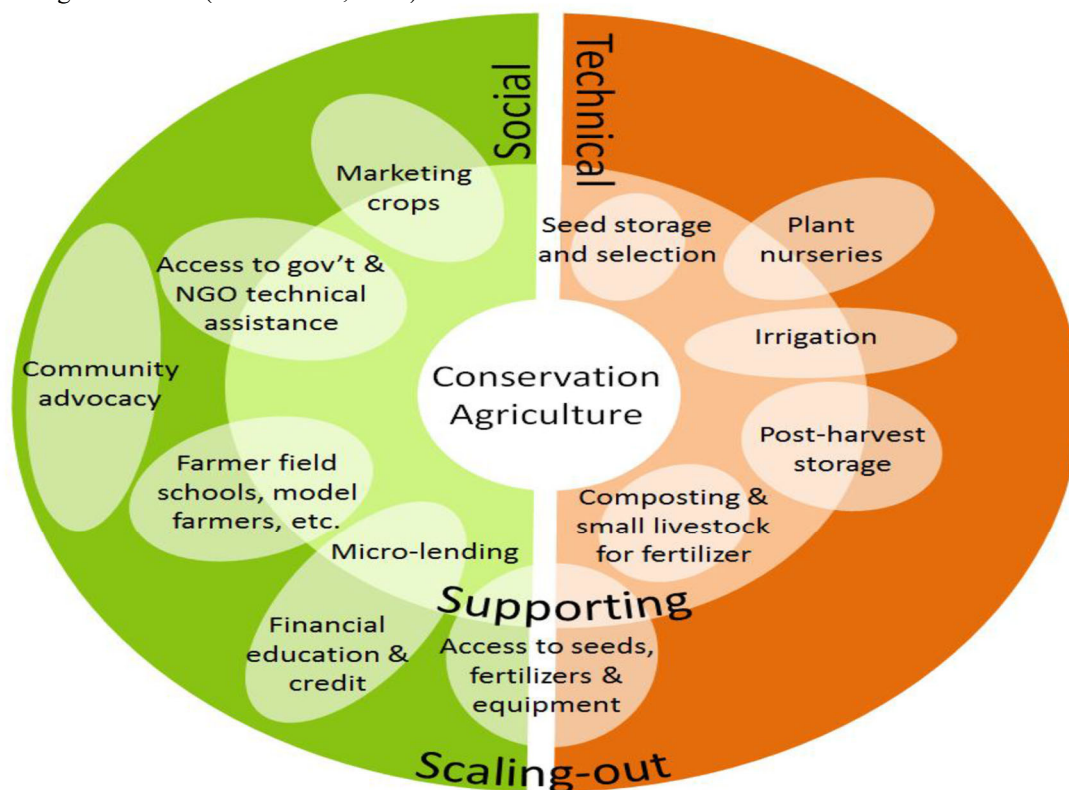 Social
Technical
Marketing
crops
Seed storage
and selection
Plant
nurseries
Access to gov't &
NGO technical
assistance
Irrigation
Community
advocacy
Conservation
Agriculture
Post-harvest
storage
Farmer field
schools, model
farmers, etc.
Composting &
small livestock
for fertilizer
Micro-lending
Supporting
Financial
education &
credit
Access to seeds,
fertilizers &
equipment
Scaling-out